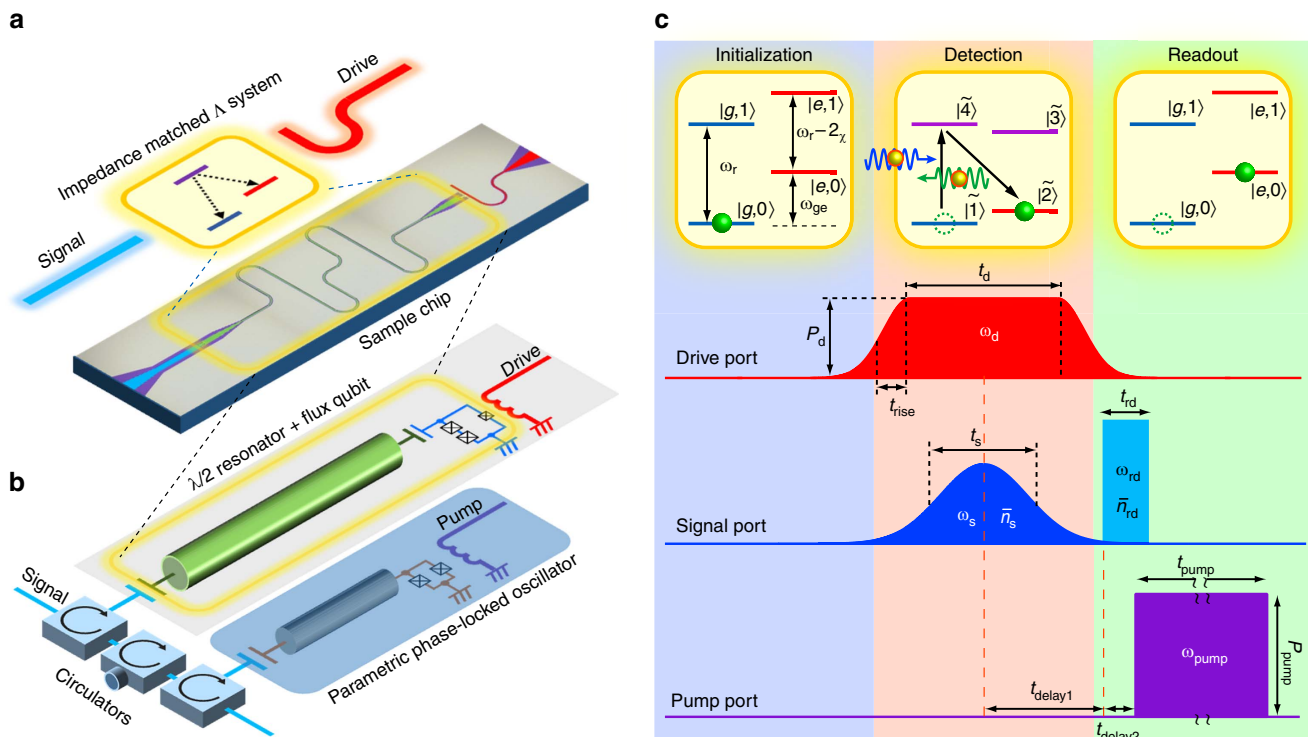 a
Drive
Impedance matched Λ system
Signal
Sample chip
b
Drive
λ/2 resonator + flux qubit
Pump
Parametric phase-locked oscillator
Signal
Circulators
c
Initialization
Detection
Readout
|g,1⟩
|e,1⟩
ω_r
ω_r−2_χ
|e,0⟩
ω_ge
|g,0⟩
|4̃⟩
|3̃⟩
|2̃⟩
|1̃⟩
|g,1⟩
|e,1⟩
|e,0⟩
|g,0⟩
t_d
P_d
ω_d
Drive port
t_rise
t_rd
t_s
ω_rd
n̄_rd
ω_s n̄_s
Signal port
t_pump
ω_pump
P_pump
t_delay1
Pump port
t_delay2